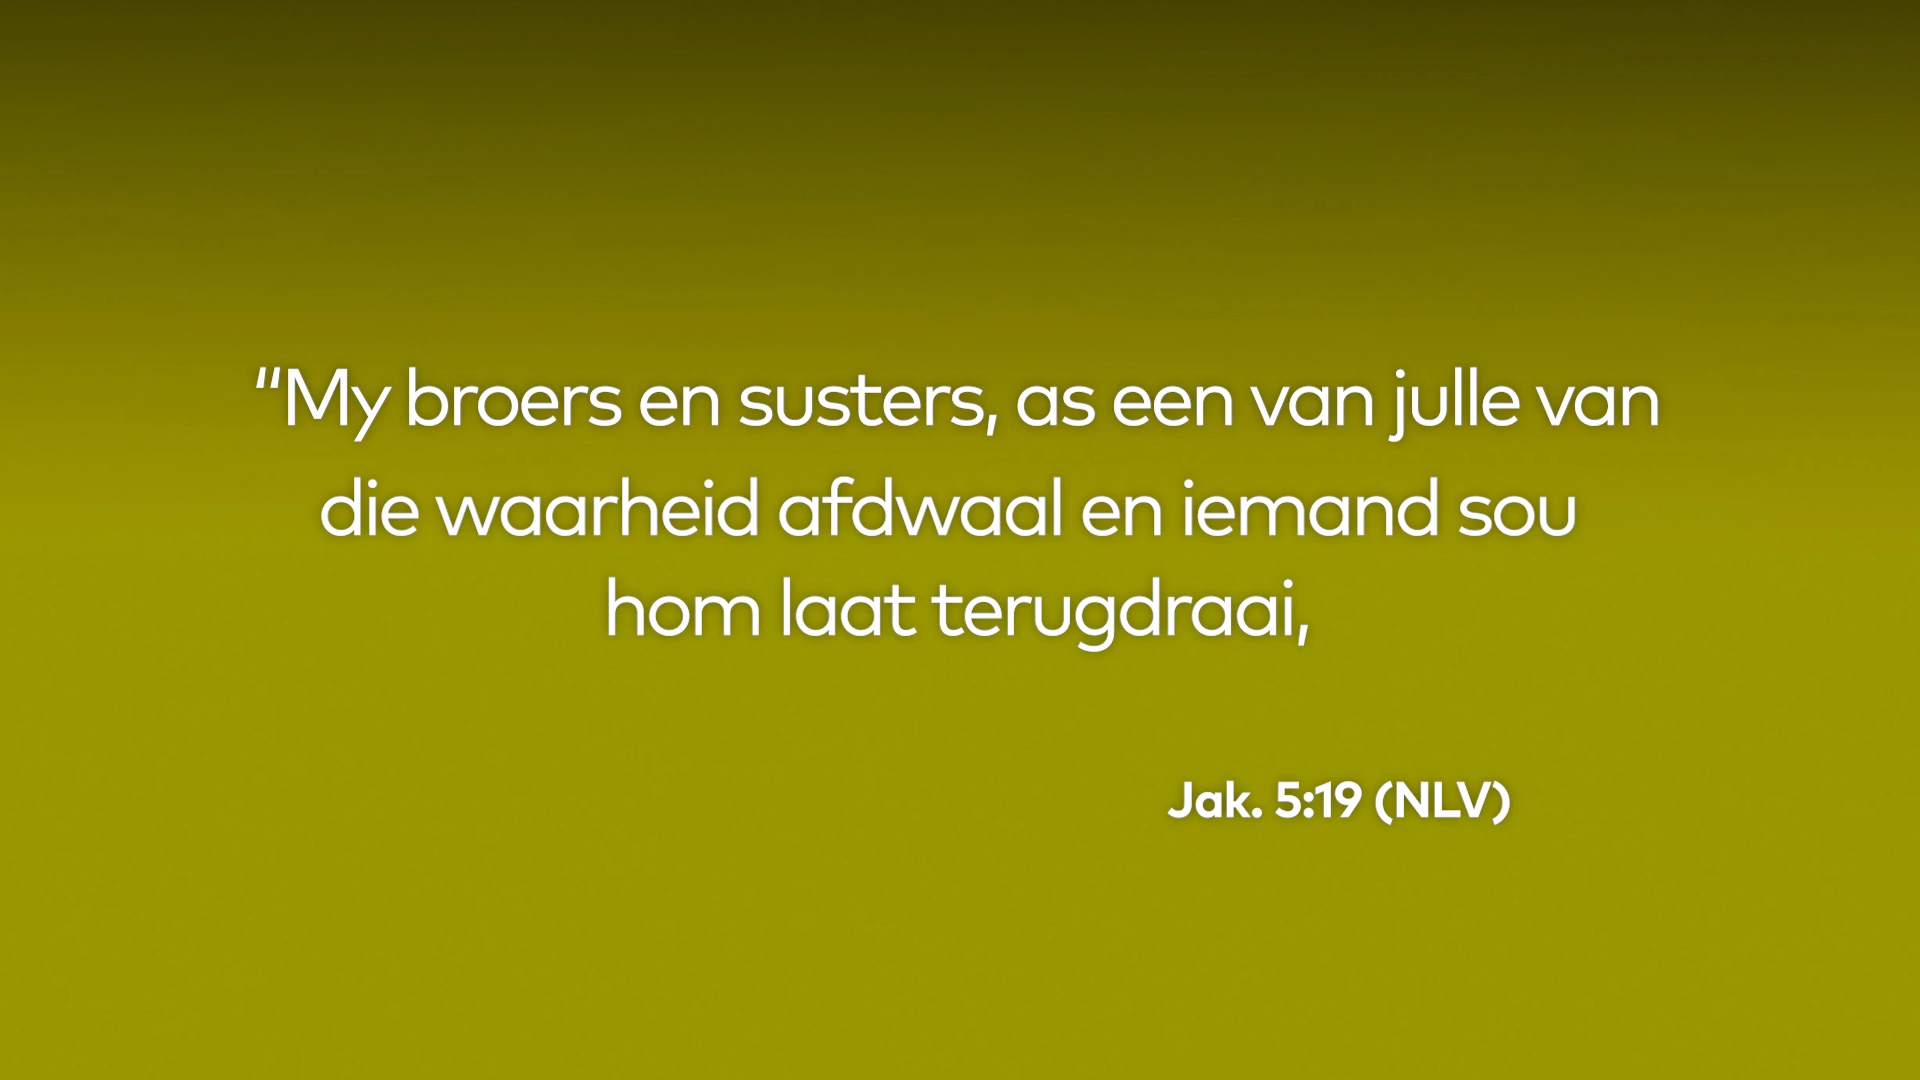 “My broers en susters, as een van julle van
die waarheid afdwaal en iemand sou
hom laat terugdraai,
Jak. 5:19 (NLV)